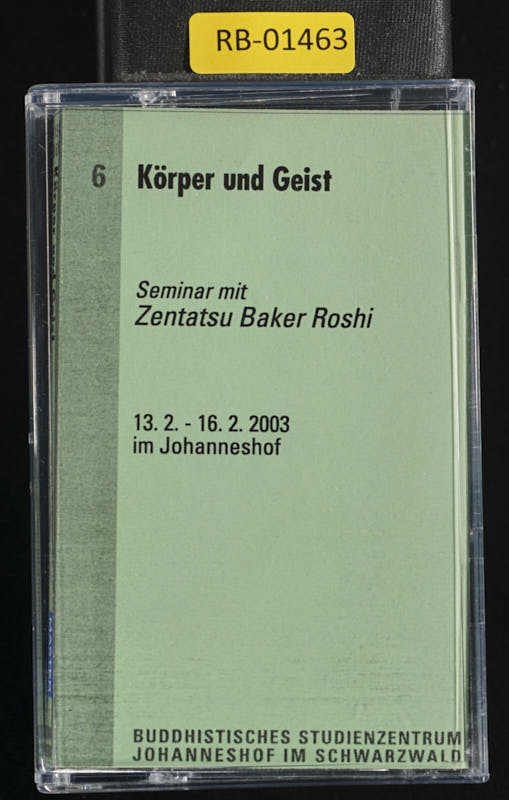 RB-01463
6 Körper und Geist
Seminar mit
Zentatsu Baker Roshi
13. 2. - 16. 2. 2003
im Johanneshof
BUDDHISTISCHES STUDIENZENTRUM
JOHANNESHOF IM SCHWARZWALD